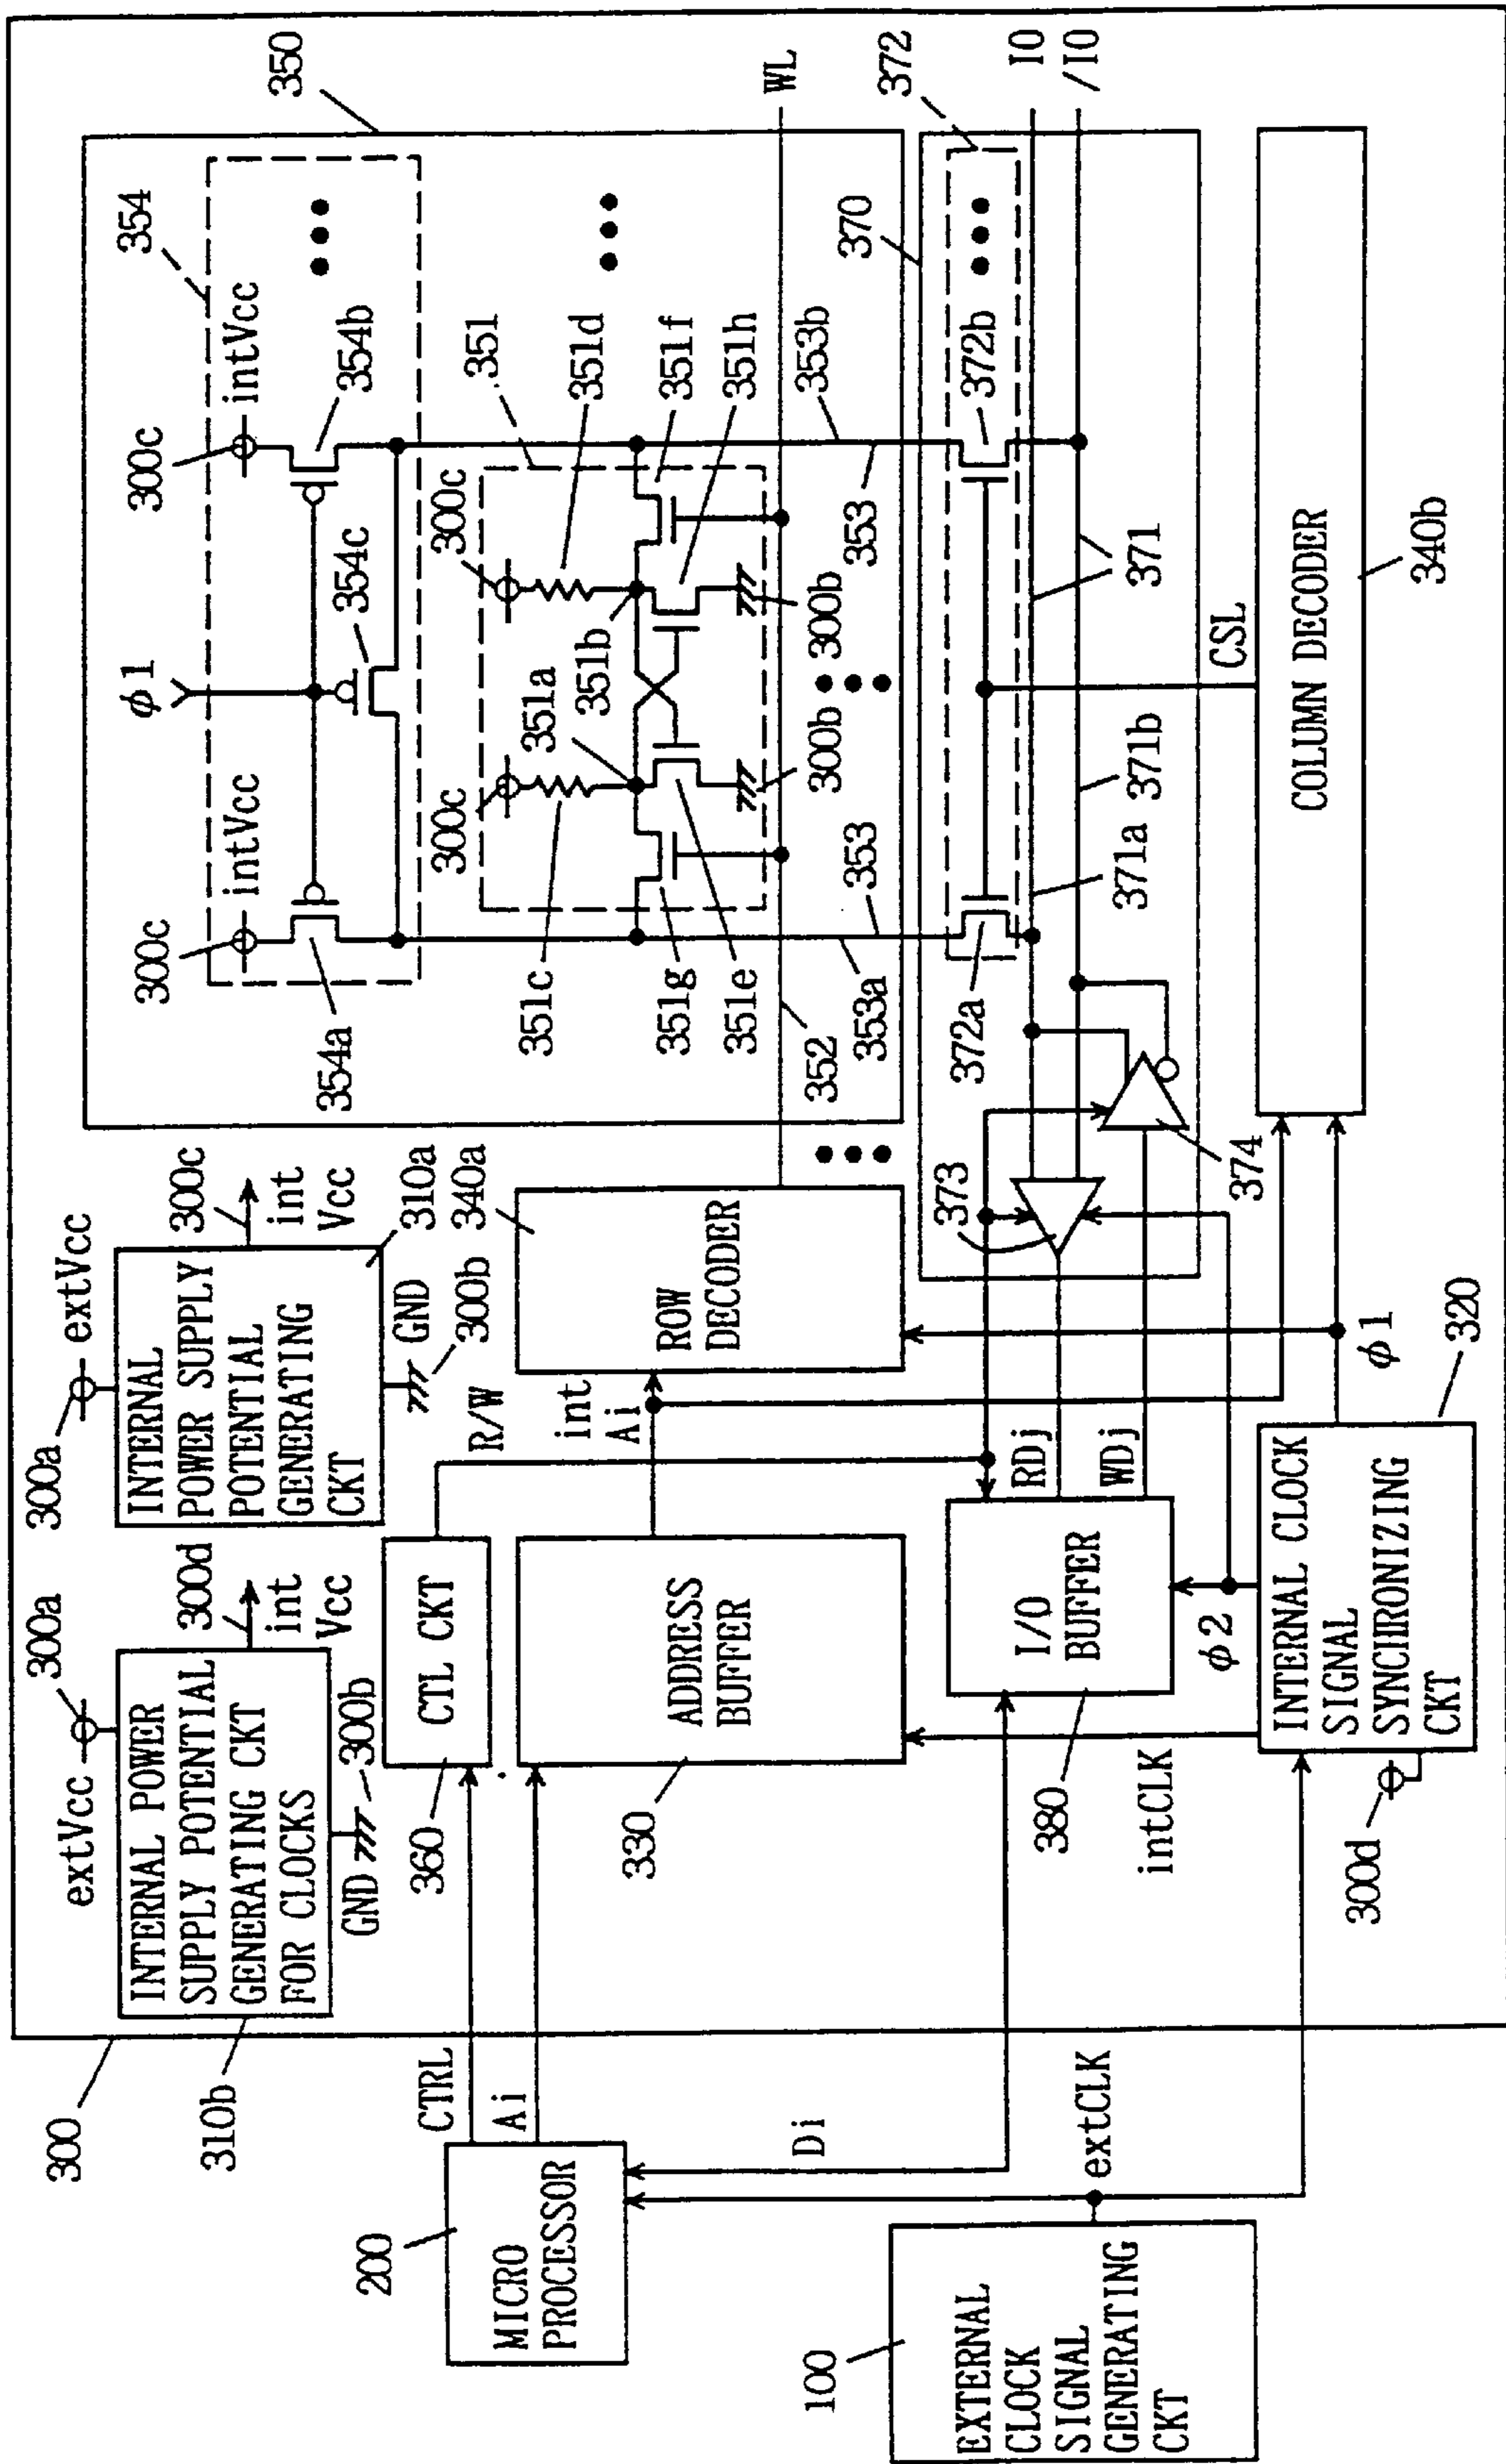 300
310b
INTERNAL POWER
SUPPLY POTENTIAL
GENERATING CKT
FOR CLOCKS
extVcc
300a
300d
int
Vcc
GND
300b
INTERNAL
POWER SUPPLY
POTENTIAL
GENERATING
CKT
300a
extVcc
300c
int
Vcc
310a
GND
300b
340a
CTL CKT
360
R/W
ADDRESS
BUFFER
330
int
Ai
ROW
DECODER
CTRL
Ai
200
MICRO
PROCESSOR
Di
extCLK
100
EXTERNAL
CLOCK
SIGNAL
GENERATING
CKT
I/O
BUFFER
380
RDj
WDj
φ2
intCLK
INTERNAL CLOCK
SIGNAL
SYNCHRONIZING
CKT
300d
320
φ1
350
354
300c
intVcc
φ1
300c
intVcc
354a
354b
354c
351
300c
300c
351a
351b
351c
351d
351g
351e
351f
351h
300b
300b
352
353a
353
353
353b
WL
370
372
372a
372b
373
374
371a
371b
371
IO
/IO
CSL
COLUMN DECODER
340b